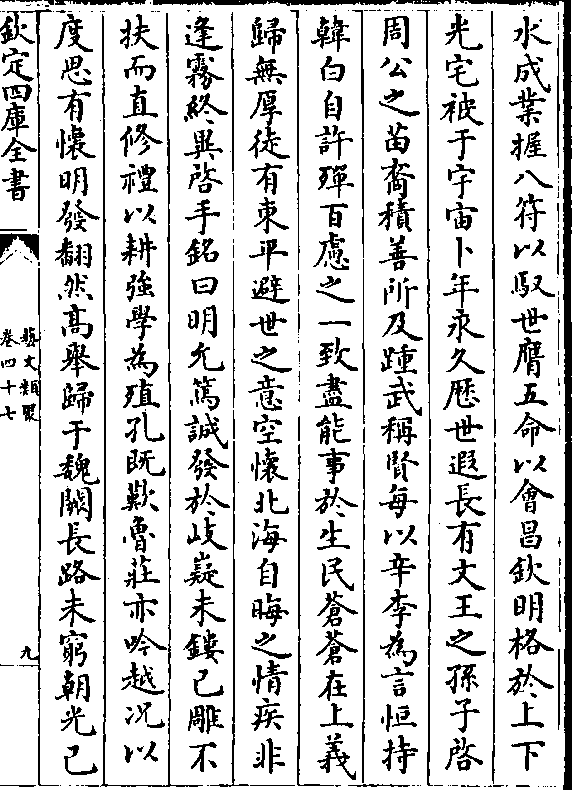 水成業握八符以馭世膺五命以會昌欽明格於上下
光宅被于宇宙卜年永久歴世遐長有文王之孫子啓
周公之苗裔積善所及踵武稱賢每以辛李為言恒持
韓白自許殫百慮之一致盡能事於生民蒼蒼在上義
歸無厚徒有東平避世之意空懷北海自晦之情疾非
逢霧終異啓手銘曰明允篤誠發於歧嶷未鏤已雕不
扶而直修禮以耕強學為殖孔既歎魯莊亦吟越况以
度思有懷明發翻然髙舉歸于魏闕長路未窮朝光已
欽定四庫全書
藝文類聚
卷四十七
九